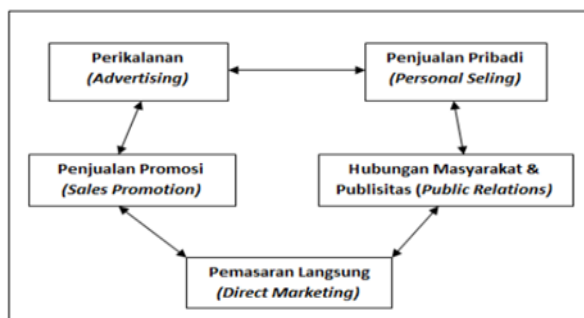 Perikalanan
(Advertising)
Penjualan Pribadi
(Personal Seling)
Penjualan Promosi
(Sales Promotion)
Hubungan Masyarakat &
Publisitas (Public Relations)
Pemasaran Langsung
(Direct Marketing)